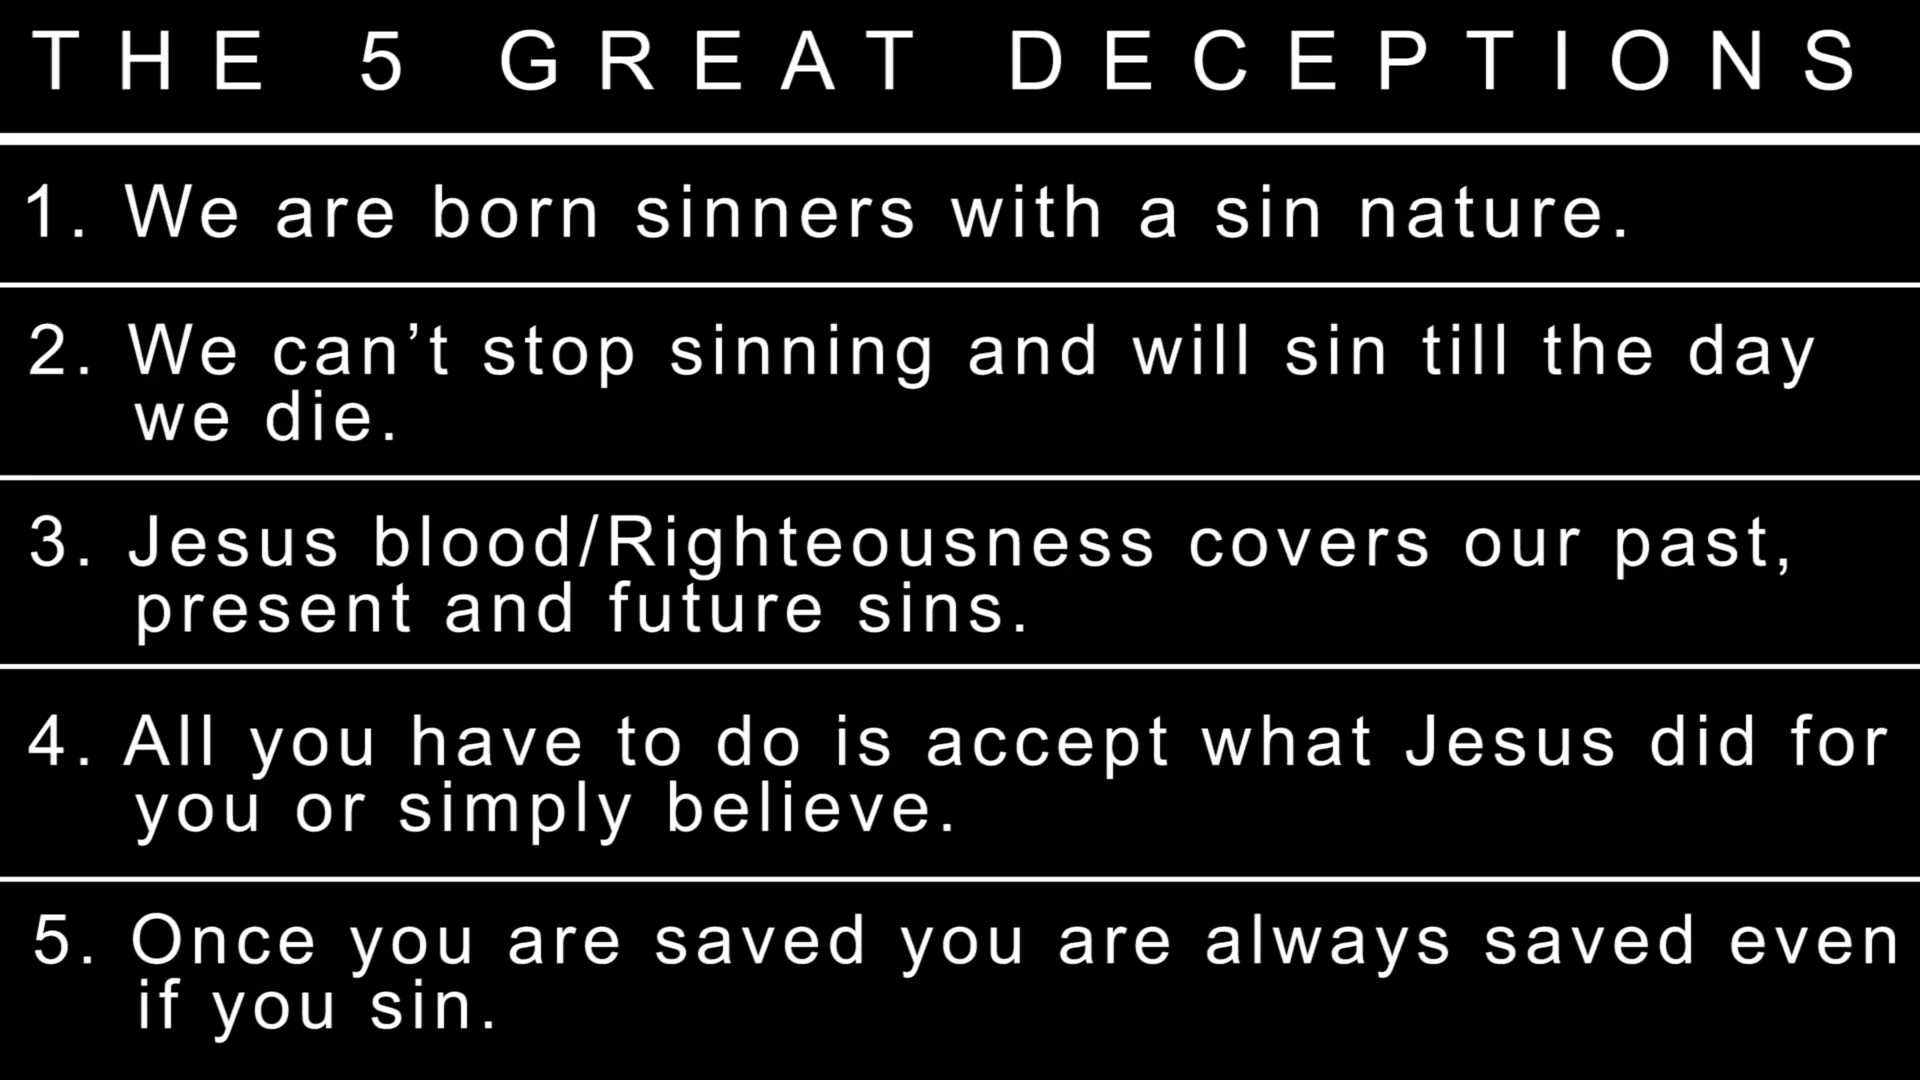 THE 5 GREAT DECEPTIONS
1. We are born sinners with a sin nature.
2. We can’t stop sinning and will sin till the day
we die.
3. Jesus blood/Righteousness covers our past,
present and future sins.
4. All you have to do is accept what Jesus did for
you or simply believe.
5. Once you are saved you are always saved even
if you sin.